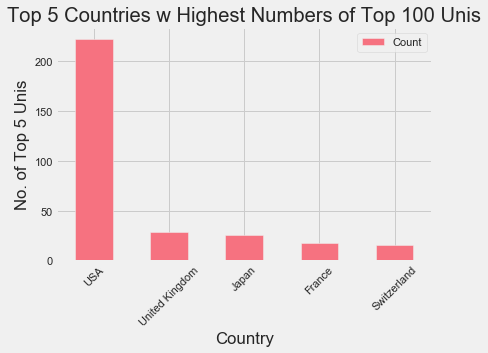 Top 5 Countries w Highest Numbers of Top 100 Unis
Count
No. of Top 5 Unis
200
150
100
50
0
USA
United Kingdom
Japan
France
Switzerland
Country